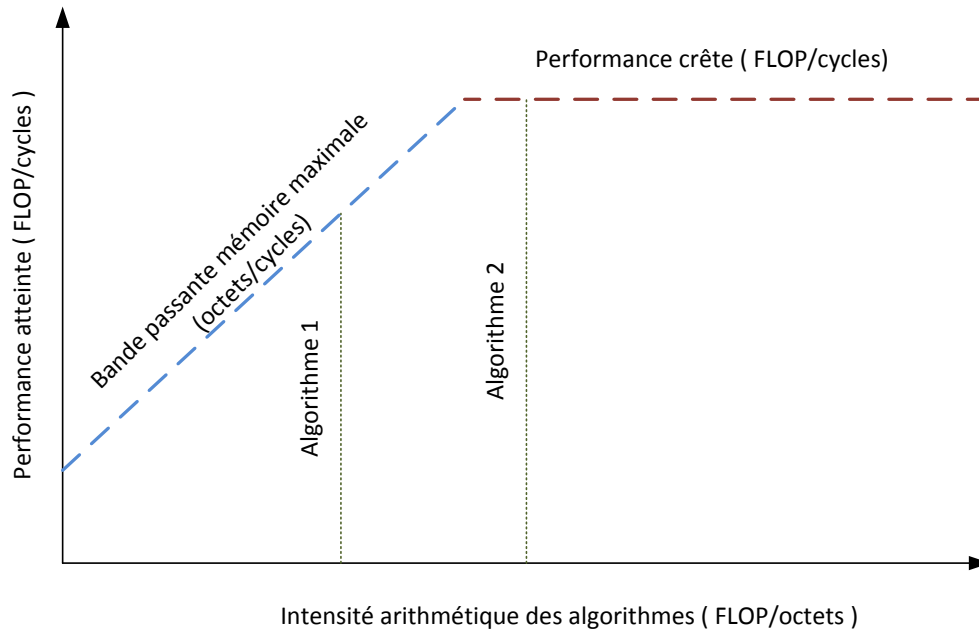 Performance crête ( FLOP/cycles)
Performance atteinte ( FLOP/cycles )
Bande passante mémoire maximale
(octets/cycles)
Algorithme 1
Algorithme 2
Intensité arithmétique des algorithmes ( FLOP/octets )